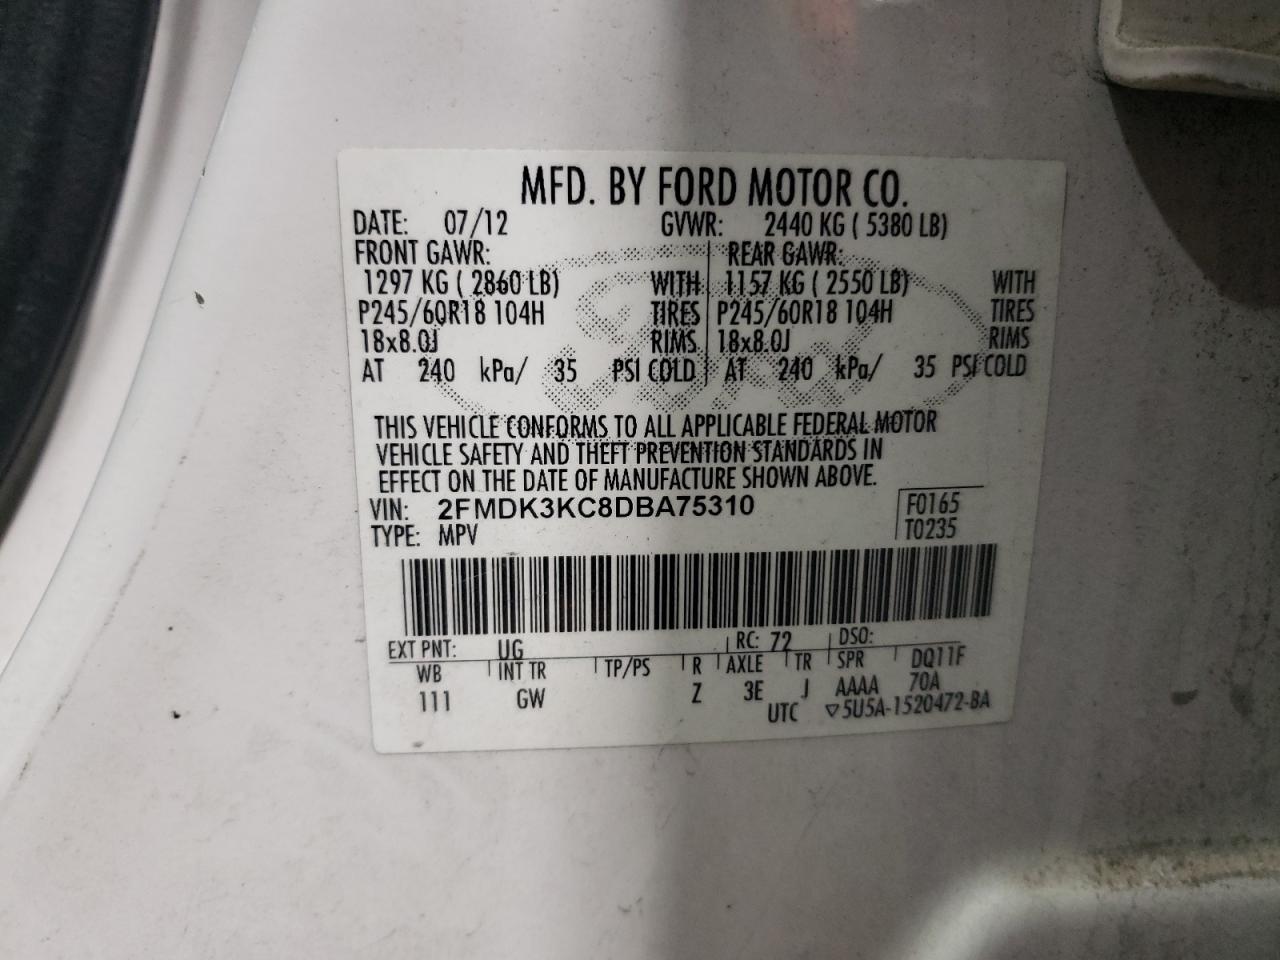 MFD. BY FORD MOTOR CO.
DATE: 07/12 GVWR: 2440 KG ( 5380 LB)
FRONT GAWR: REAR GAWR:
1297 KG ( 2860 LB) WITH 1157 KG ( 2550 LB) WITH
P245/60R18 104H TIRES P245/60R18 104H TIRES
18x8.0J RIMS 18x8.0J RIMS
AT 240 kPa/ 35 PSI COLD AT 240 kPa/ 35 PSI COLD
THIS VEHICLE CONFORMS TO ALL APPLICABLE FEDERAL MOTOR
VEHICLE SAFETY AND THEFT PREVENTION STANDARDS IN
EFFECT ON THE DATE OF MANUFACTURE SHOWN ABOVE.
VIN: 2FMDK3KC8DBA75310 F0165
TYPE: MPV T0235
EXT PNT: UG RC: 72 DSO:
WB INT TR TP/PS R AXLE TR SPR DQ11F
111 GW Z 3E J AAAA 70A
UTC ▽5U5A-1520472-BA